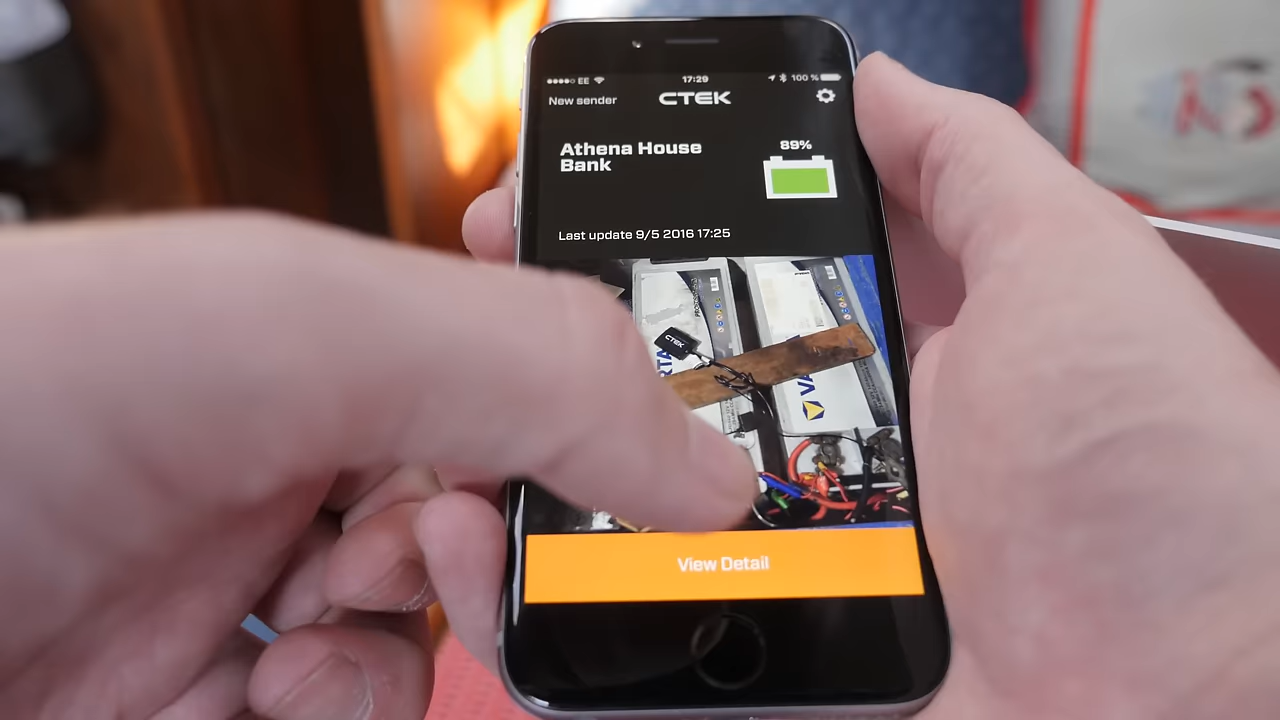 EE 17:29 100 %
New sender CTEK
Athena House
Bank
89%
Last update 9/5 2016 17:25
CTEK
View Detail